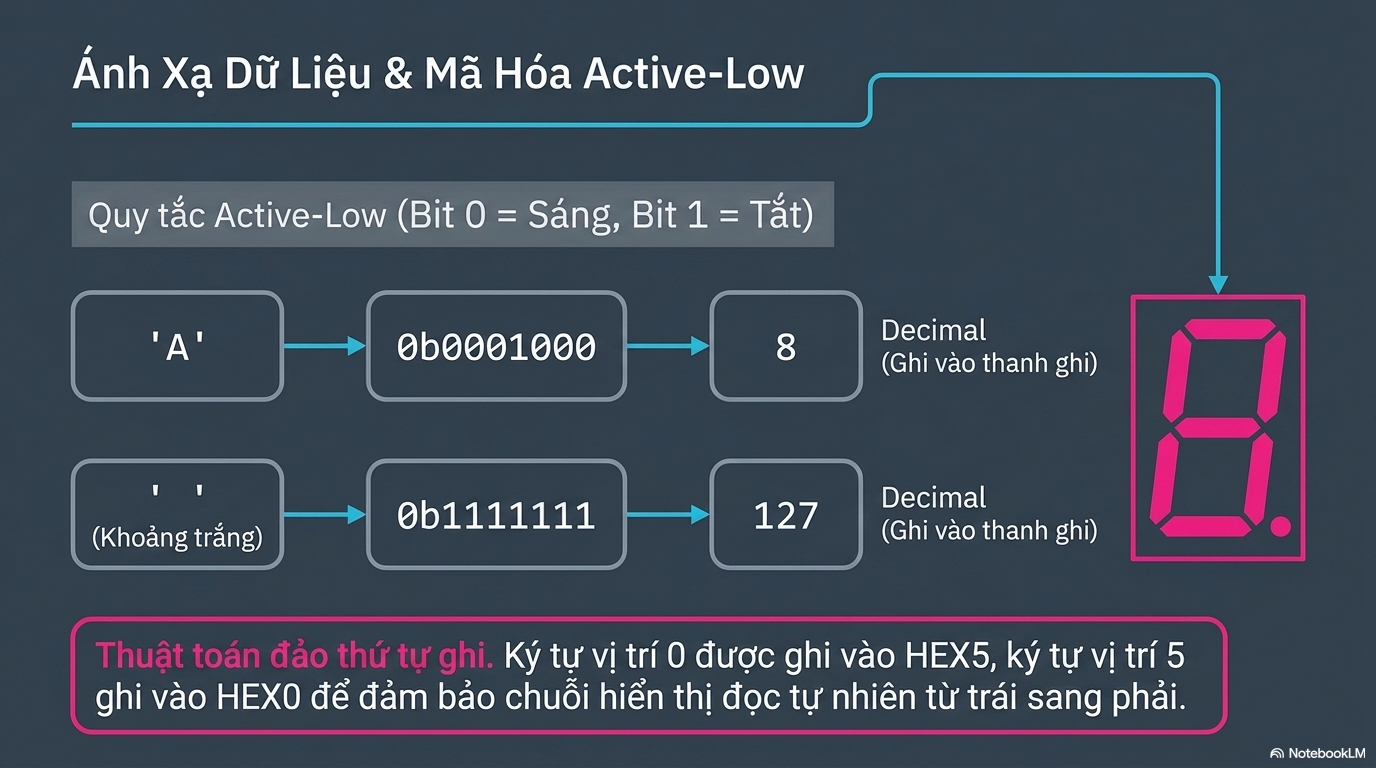 Ánh Xạ Dữ Liệu & Mã Hóa Active-Low
Quy tắc Active-Low (Bit 0 = Sáng, Bit 1 = Tắt)
'A'
0b0001000
8
Decimal
(Ghi vào thanh ghi)
' '
(Khoảng trắng)
0b1111111
127
Decimal
(Ghi vào thanh ghi)
8.
Thuật toán đảo thứ tự ghi. Ký tự vị trí 0 được ghi vào HEX5, ký tự vị trí 5
ghi vào HEX0 để đảm bảo chuỗi hiển thị đọc tự nhiên từ trái sang phải.
NotebookLM